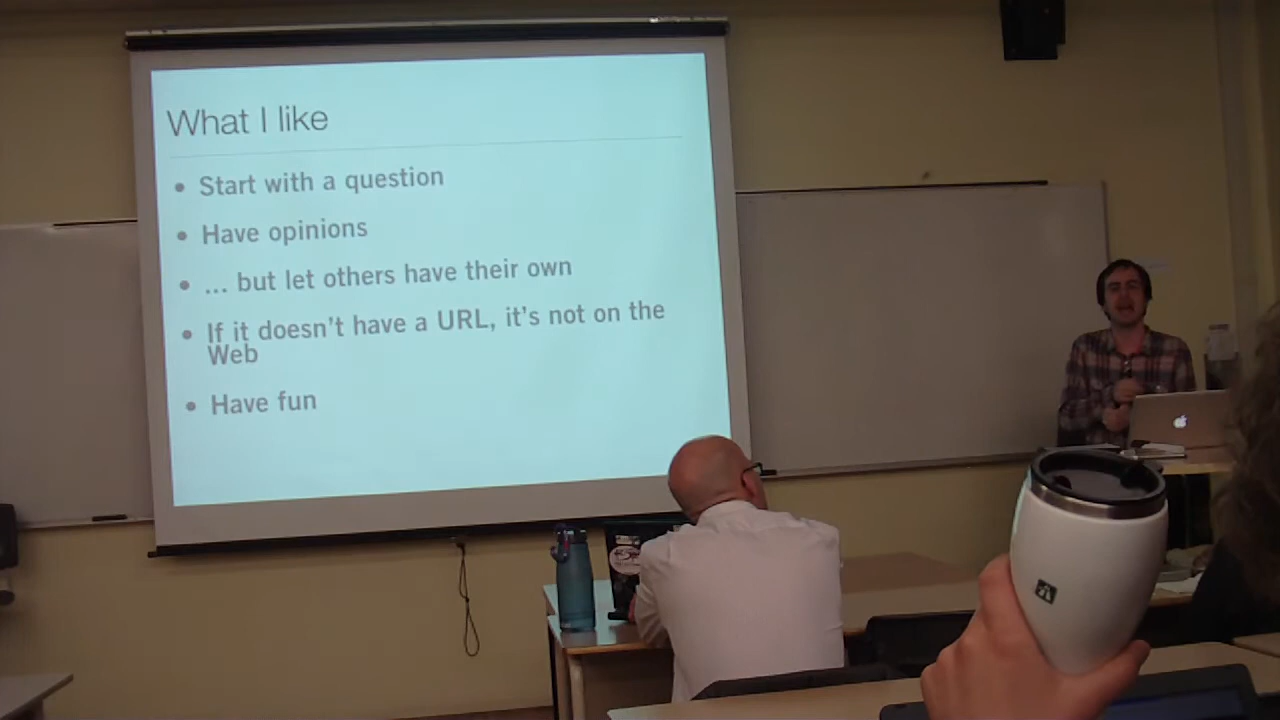 What I like
• Start with a question
• Have opinions
• ... but let others have their own
• If it doesn't have a URL, it's not on the
Web
• Have fun